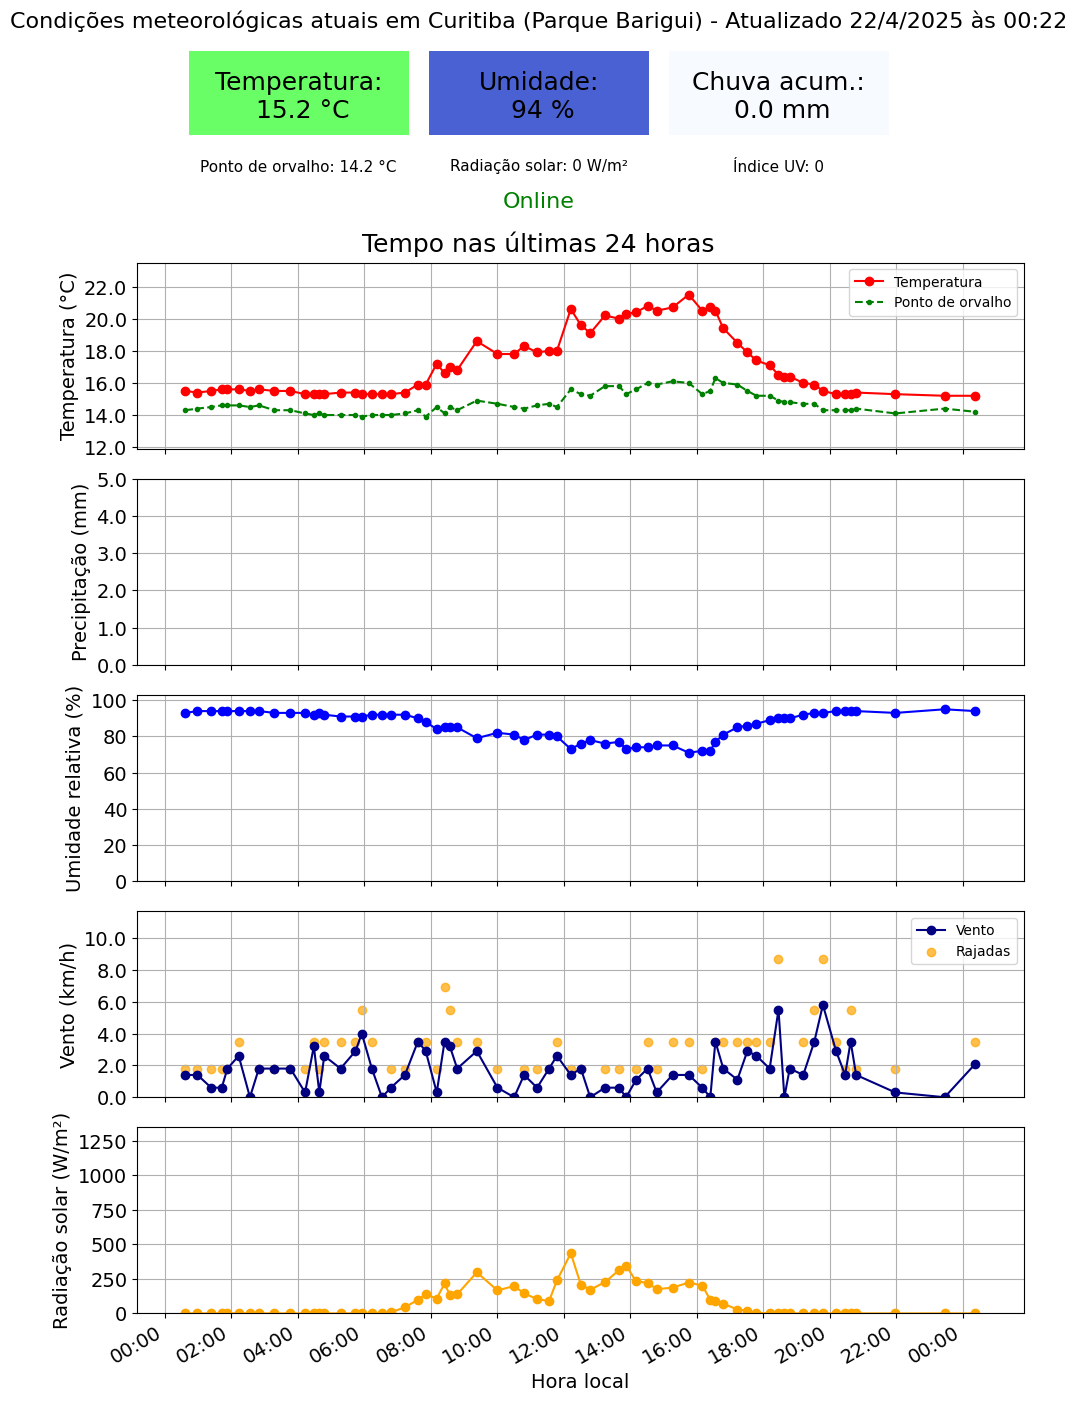 Condições meteorológicas atuais em Curitiba (Parque Barigui) - Atualizado 22/4/2025 às 00:22
Temperatura:
15.2 °C
Umidade:
94 %
Chuva acum.:
0.0 mm
Ponto de orvalho: 14.2 °C
Radiação solar: 0 W/m²
Índice UV: 0
Online
Tempo nas últimas 24 horas
Temperatura (°C)
22.0
20.0
18.0
16.0
14.0
12.0
Temperatura
Ponto de orvalho
Precipitação (mm)
5.0
4.0
3.0
2.0
1.0
0.0
Umidade relativa (%)
100
80
60
40
20
0
Vento (km/h)
10.0
8.0
6.0
4.0
2.0
0.0
Vento
Rajadas
Radiação solar (W/m²)
1250
1000
750
500
250
0
00:00 02:00 04:00 06:00 08:00 10:00 12:00 14:00 16:00 18:00 20:00 22:00 00:00
Hora local